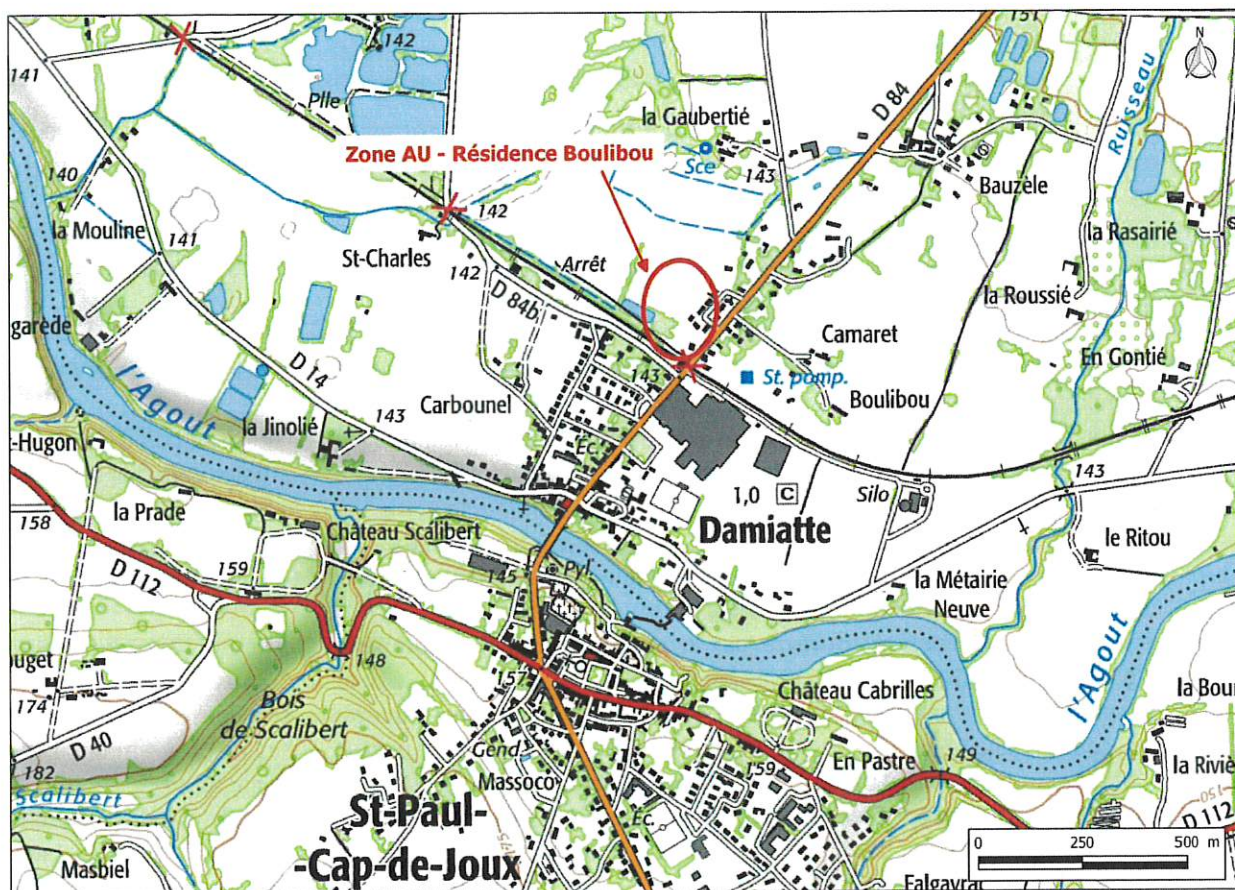 151
N
142
141
Plle
la Gaubertié
D 84
Ruisseau
Zone AU - Résidence Boulibou
Sce
143
Bauzèle
140
142
la Mouline
141
St-Charles
la Rasairié
142
Arrêt
D 84b
la Roussié
garède
Camaret
En Gontié
l'Agout
D 14
143
St. pomp.
Carbounel
Boulibou
la Jinolié
143
Éc.
-Hugon
143
1,0 C
Silo
158
la Prade
Château Scalibert
Damiatte
le Ritou
D 112
159
145
Pyl.
la Métairie
Neuve
l'Agout
ouget
148
157
174
Bois
de Scalibert
Château Cabrilles
la Bour
D 40
Gend.
En Pastre
149
182
Massoco
159
la Riviè
Scalibert
150
St-Paul-
-Cap-de-Joux
Éc.
D 112
175
0 250 500 m
Masbiel
Falgayrat